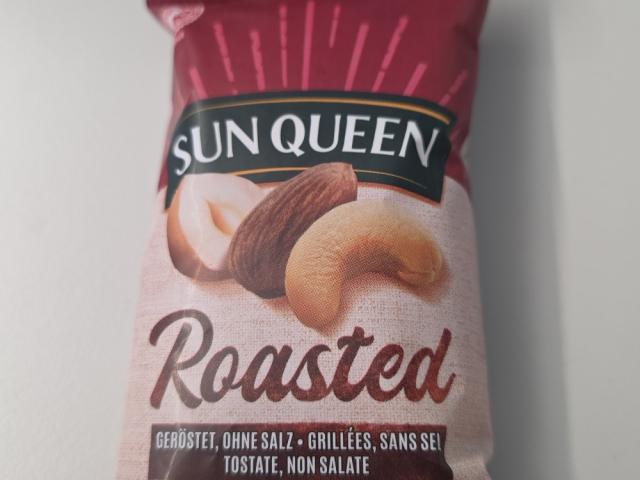 SUN QUEEN
Roasted
GERÖSTET, OHNE SALZ • GRILLÉES, SANS SEL
TOSTATE, NON SALATE